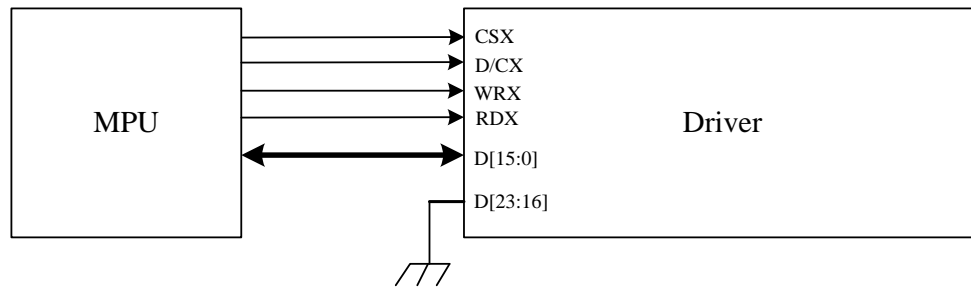 MPU
CSX
D/CX
WRX
RDX
D[15:0]
D[23:16]
Driver